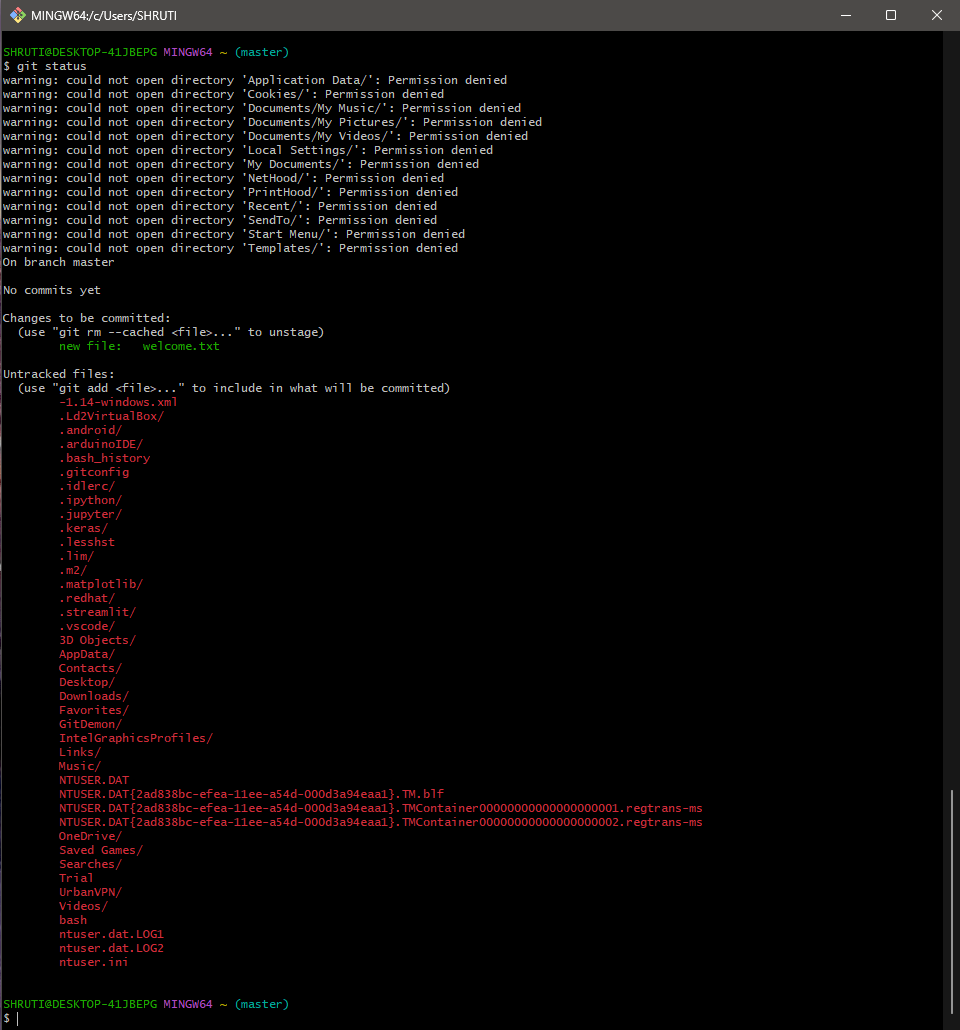 MINGW64:/c/Users/SHRUTI
SHRUTI@DESKTOP-41JBEPG MINGW64 ~ (master)
$ git status
warning: could not open directory 'Application Data/': Permission denied
warning: could not open directory 'Cookies/': Permission denied
warning: could not open directory 'Documents/My Music/': Permission denied
warning: could not open directory 'Documents/My Pictures/': Permission denied
warning: could not open directory 'Documents/My Videos/': Permission denied
warning: could not open directory 'Local Settings/': Permission denied
warning: could not open directory 'My Documents/': Permission denied
warning: could not open directory 'NetHood/': Permission denied
warning: could not open directory 'PrintHood/': Permission denied
warning: could not open directory 'Recent/': Permission denied
warning: could not open directory 'SendTo/': Permission denied
warning: could not open directory 'Start Menu/': Permission denied
warning: could not open directory 'Templates/': Permission denied
On branch master
No commits yet
Changes to be committed:
  (use "git rm --cached <file>..." to unstage)
        new file:   welcome.txt
Untracked files:
  (use "git add <file>..." to include in what will be committed)
        -1.14-windows.xml
        .Ld2VirtualBox/
        .android/
        .arduinoIDE/
        .bash_history
        .gitconfig
        .idlerc/
        .ipython/
        .jupyter/
        .keras/
        .lesshst
        .lim/
        .m2/
        .matplotlib/
        .redhat/
        .streamlit/
        .vscode/
        3D Objects/
        AppData/
        Contacts/
        Desktop/
        Downloads/
        Favorites/
        GitDemon/
        IntelGraphicsProfiles/
        Links/
        Music/
        NTUSER.DAT
        NTUSER.DAT{2ad838bc-efea-11ee-a54d-000d3a94eaa1}.TM.blf
        NTUSER.DAT{2ad838bc-efea-11ee-a54d-000d3a94eaa1}.TMContainer00000000000000000001.regtrans-ms
        NTUSER.DAT{2ad838bc-efea-11ee-a54d-000d3a94eaa1}.TMContainer00000000000000000002.regtrans-ms
        OneDrive/
        Saved Games/
        Searches/
        Trial
        UrbanVPN/
        Videos/
        bash
        ntuser.dat.LOG1
        ntuser.dat.LOG2
        ntuser.ini
SHRUTI@DESKTOP-41JBEPG MINGW64 ~ (master)
$